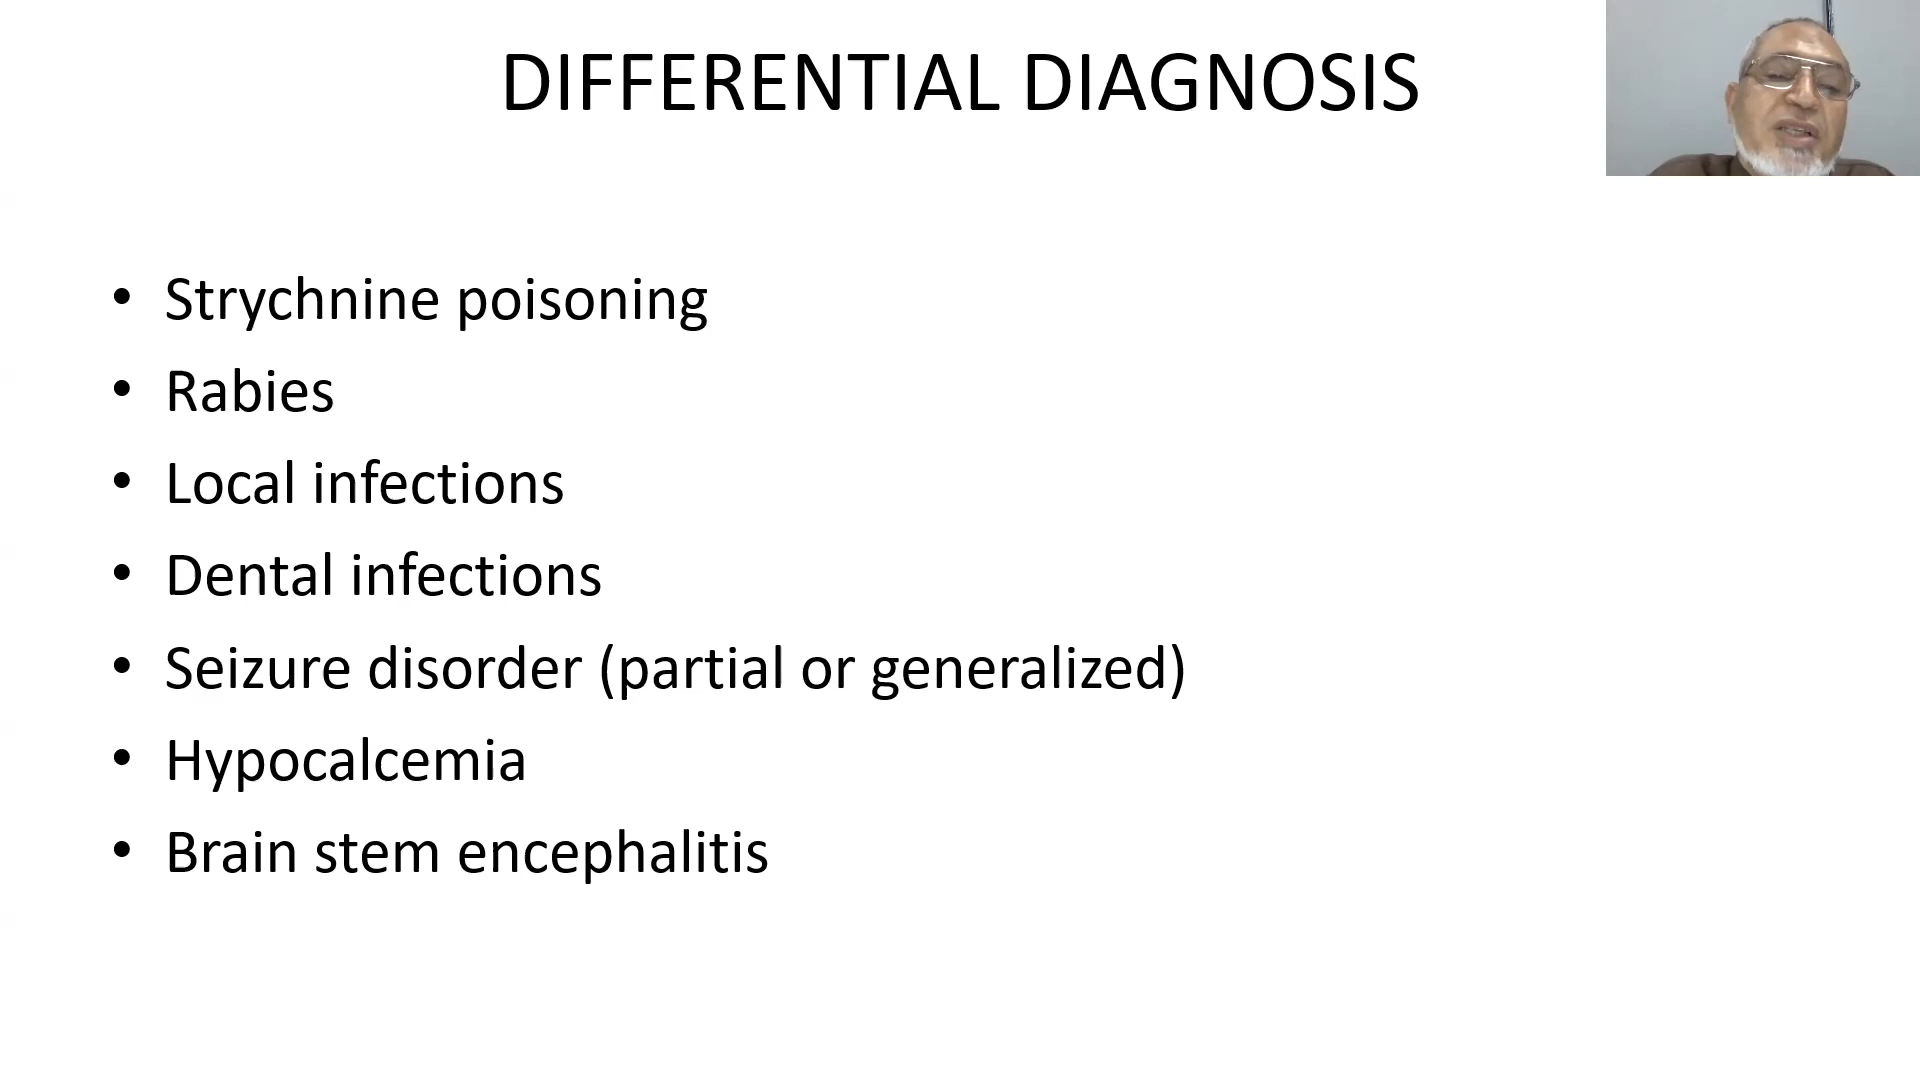 DIFFERENTIAL DIAGNOSIS
• Strychnine poisoning
• Rabies
• Local infections
• Dental infections
• Seizure disorder (partial or generalized)
• Hypocalcemia
• Brain stem encephalitis